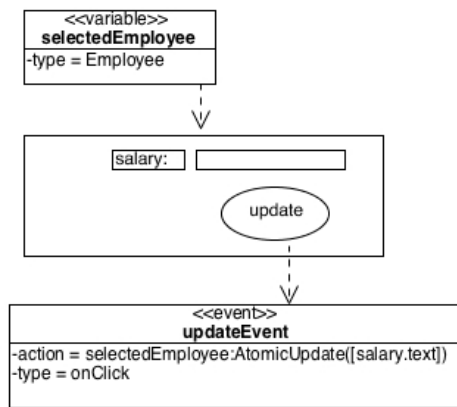 <<variable>>
selectedEmployee
-type = Employee
salary:
update
<<event>>
updateEvent
-action = selectedEmployee:AtomicUpdate([salary.text])
-type = onClick